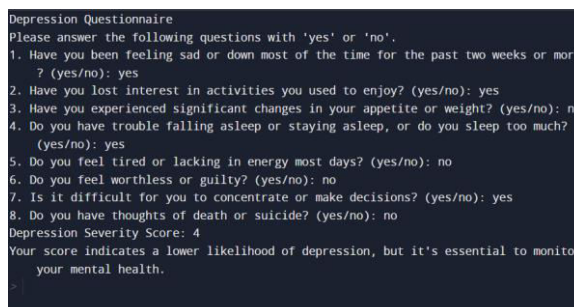 Depression Questionnaire
Please answer the following questions with 'yes' or 'no'.
1. Have you been feeling sad or down most of the time for the past two weeks or mor
? (yes/no): yes
2. Have you lost interest in activities you used to enjoy? (yes/no): yes
3. Have you experienced significant changes in your appetite or weight? (yes/no): n
4. Do you have trouble falling asleep or staying asleep, or do you sleep too much?
(yes/no): yes
5. Do you feel tired or lacking in energy most days? (yes/no): no
6. Do you feel worthless or guilty? (yes/no): no
7. Is it difficult for you to concentrate or make decisions? (yes/no): yes
8. Do you have thoughts of death or suicide? (yes/no): no
Depression Severity Score: 4
Your score indicates a lower likelihood of depression, but it's essential to monito
your mental health.
>